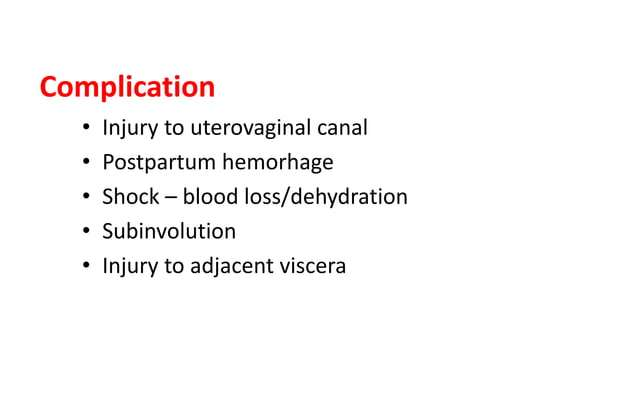 Complication
• Injury to uterovaginal canal
• Postpartum hemorhage
• Shock – blood loss/dehydration
• Subinvolution
• Injury to adjacent viscera